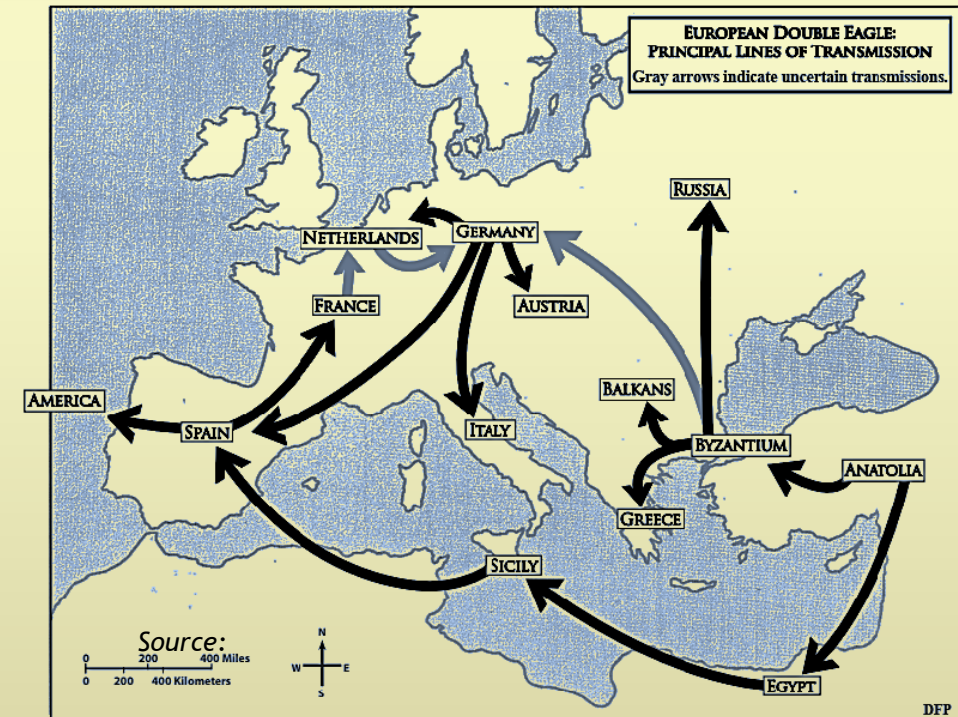 EUROPEAN DOUBLE EAGLE:
PRINCIPAL LINES OF TRANSMISSION
Gray arrows indicate uncertain transmissions.
RUSSIA
NETHERLANDS
GERMANY
FRANCE
AUSTRIA
AMERICA
BALKANS
SPAIN
ITALY
BYZANTIUM
ANATOLIA
GREECE
SICILY
EGYPT
Source:
0 200 400 Miles
0 200 400 Kilometers
N
W E
S
DFP